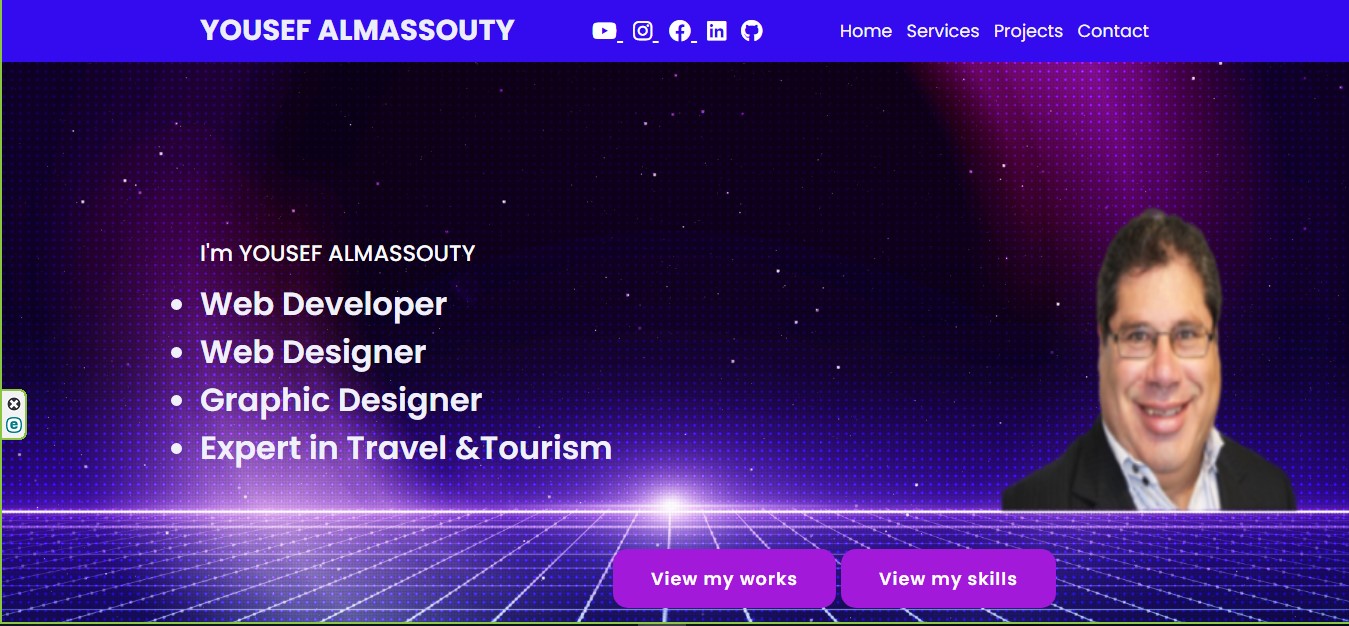 YOUSEF ALMASSOUTY
Home Services Projects Contact
I'm YOUSEF ALMASSOUTY
Web Developer
Web Designer
Graphic Designer
Expert in Travel &Tourism
View my works
View my skills